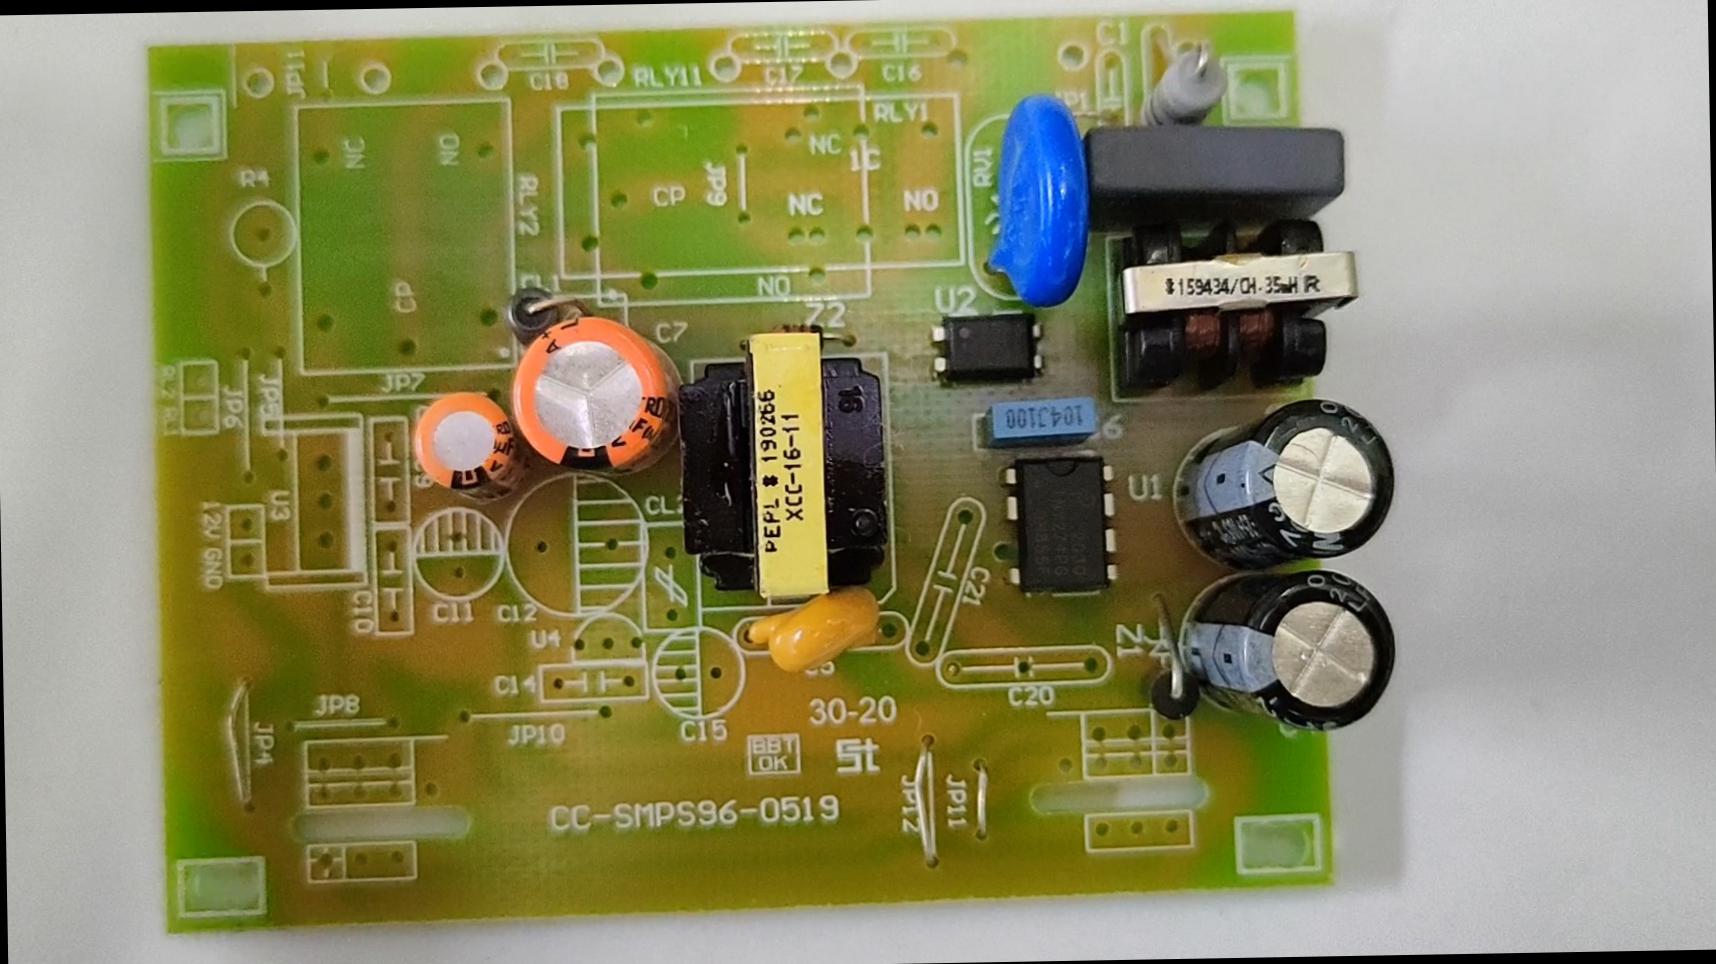 JP11
C18
RLY11
C17
C16
C1
JP1
NC
NO
RLY1
NC
1C
R4
RLY2
CP
JP9
NC
NO
RV1
CP
CL1
NO
U2
$159434/CH.35mH R
Z2
C7
JP7
JP6
JP5
16
104J100
6
PEPL # 190266
XCC-16-11
U3
CL2
U1
12V GND
C10
C11
C12
C21
U4
Z1
C14
C20
C15
JP8
JP10
30-20
JP4
BBT
OK
St
JP12
JP11
CC-SMPS96-0519